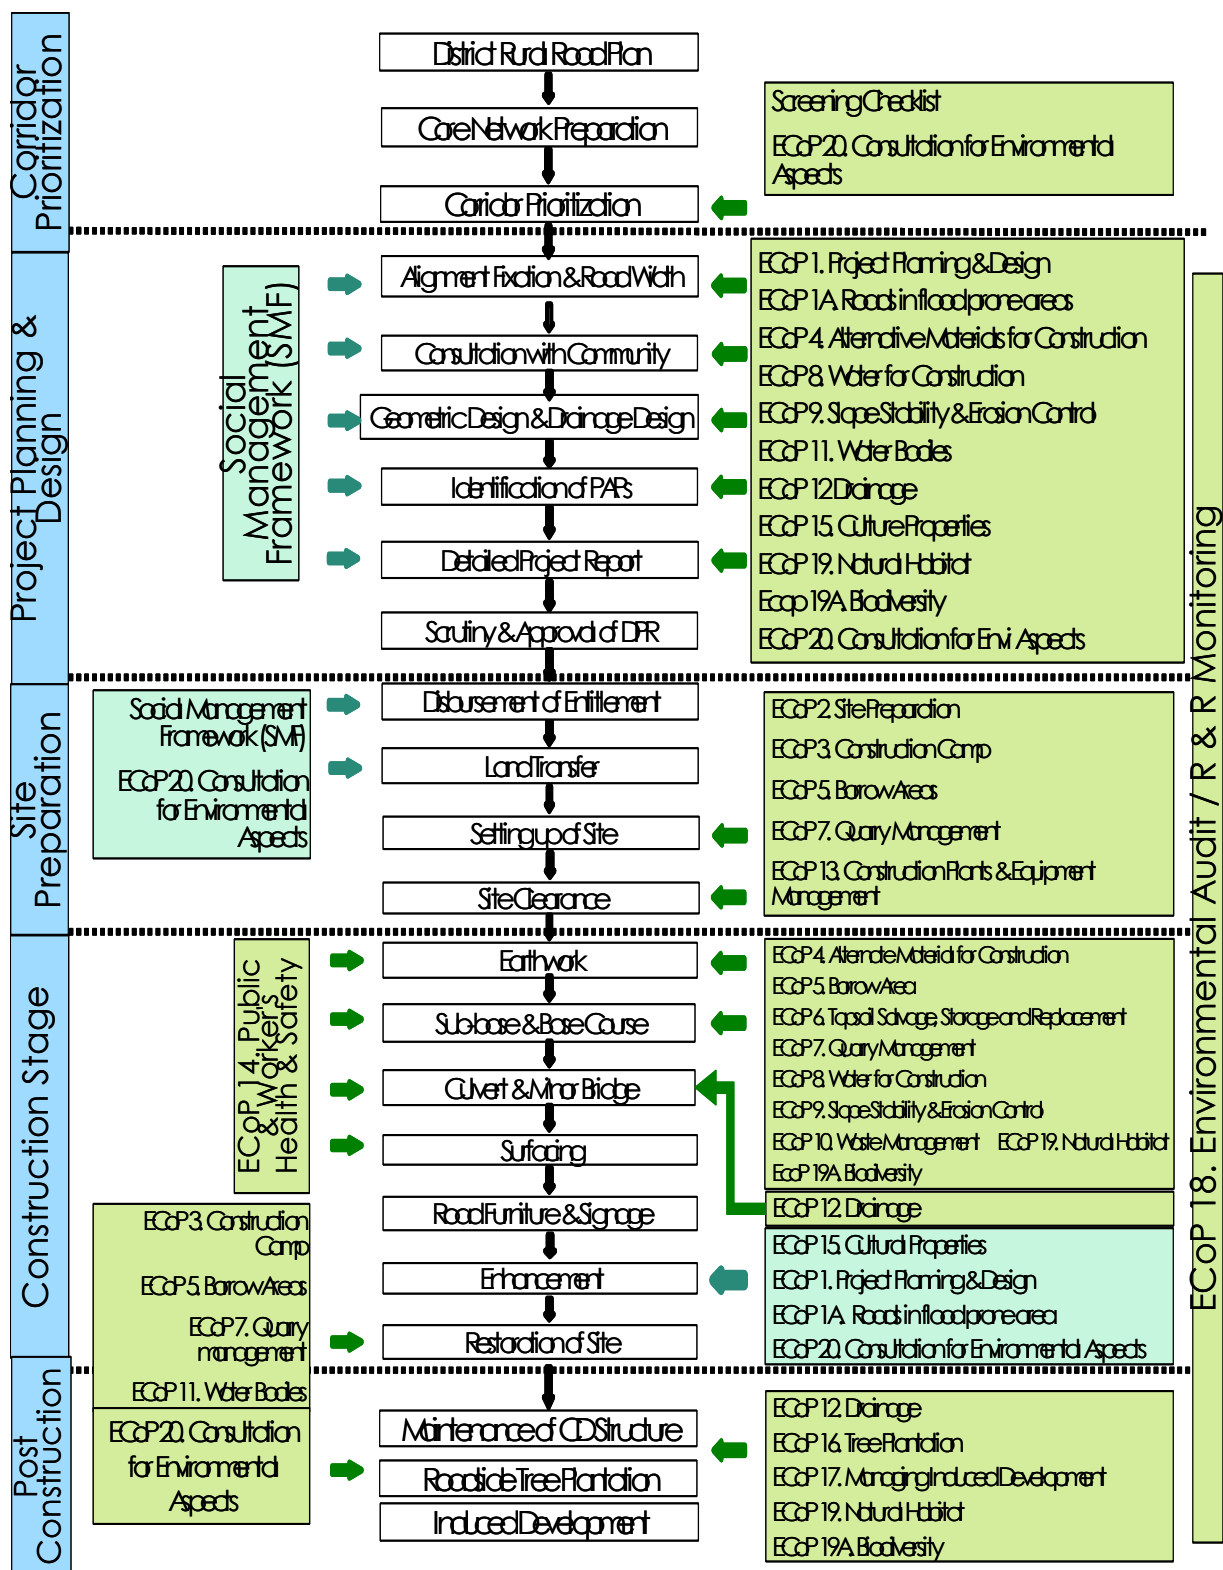 Corridor
Prioritization
District Rural Road Plan
Core Network Preparation
Corridor Prioritization
Screening Checklist
ECoP 20. Consultation for Environmental
Aspects
Project Planning &
Design
Social
Management
Framework (SMF)
Alignment Fixation & Road Width
Consultation with Community
Geometric Design & Drainage Design
Identification of PAPs
Detailed Project Report
Scrutiny & Approval of DPR
ECoP 1. Project Planning & Design
ECoP 1A. Roads in flood prone areas
ECoP 4. Alternative Materials for Construction
ECoP 8. Water for Construction
ECoP 9. Slope Stability & Erosion Control
ECoP 11. Water Bodies
ECoP 12 Drainage
ECoP 15. Culture Properties
ECoP 19. Natural Habitat
Ecop 19A. Biodiversity
ECoP 20. Consultation for Envi Aspects
ECoP 18. Environmental Audit / R & R Monitoring
Site
Preparation
Social Management
Framework (SMF)
ECoP 20. Consultation
for Environmental
Aspects
Disbursement of Entitlement
Land Transfer
Setting up of Site
Site Clearance
ECoP 2. Site Preparation
ECoP 3. Construction Camp
ECoP 5. Borrow Areas
ECoP 7. Quarry Management
ECoP 13. Construction Plants & Equipment
Management
Construction Stage
ECoP 14. Public
& Worker's
Health & Safety
Earthwork
Sub-base & Base Course
Culvert & Minor Bridge
Surfacing
Road Furniture & Signage
Enhancement
Restoration of Site
ECoP 4. Alternate Material for Construction
ECoP 5. Borrow Area
ECoP 6. Topsoil Salvage, Storage and Replacement
ECoP 7. Quarry Management
ECoP 8. Water for Construction
ECoP 9. Slope Stability & Erosion Control
ECoP 10. Waste Management ECoP 19. Natural Habitat
EcoP 19A. Biodiversity
ECoP 12. Drainage
ECoP 15. Cultural Properties
ECoP 1. Project Planning & Design
ECoP 1A. Roads in flood prone area
ECoP 20. Consultation for Environmental Aspects
ECoP 3. Construction
Camp
ECoP 5. Borrow Areas
ECoP 7. Quarry
management
ECoP 11. Water Bodies
ECoP 20. Consultation
for Environmental
Aspects
Post
Construction
Maintenance of CD Structure
Roadside Tree Plantation
Induced Development
ECoP 12. Drainage
ECoP 16. Tree Plantation
ECoP 17. Managing Induced Development
ECoP 19. Natural Habitat
ECoP 19A. Biodiversity